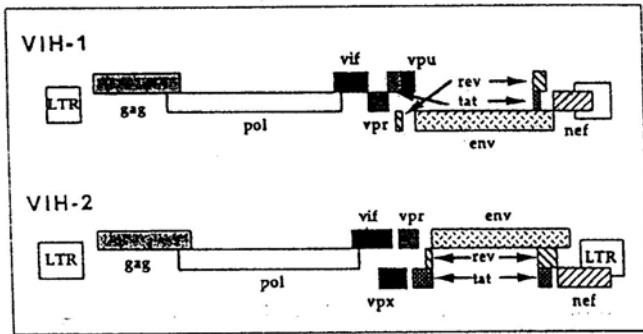 VIH-1
vif vpu
rev
LTR tat
gag vpr nef
pol env
VIH-2
vif vpr env
LTR LTR
gag rev
pol vpx tat nef